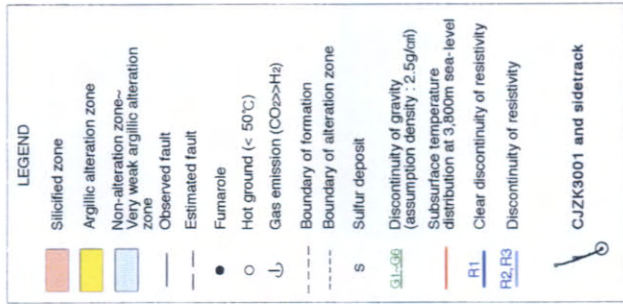 LEGEND
Silicified zone
Argillic alteration zone
Non-alteration zone~
Very weak argillic alteration
zone
Observed fault
Estimated fault
Fumarole
Hot ground (< 50°C)
Gas emission (CO2>>H2)
Boundary of formation
Boundary of alteration zone
S Sulfur deposit
G1-G6 Discontinuity of gravity
(assumption density : 2.5g/cm)
Subsurface temperature
distribution at 3,800m sea-level
R1 Clear discontinuity of resistivity
R2,R3 Discontinuity of resistivity
CJZK3001 and sidetrack